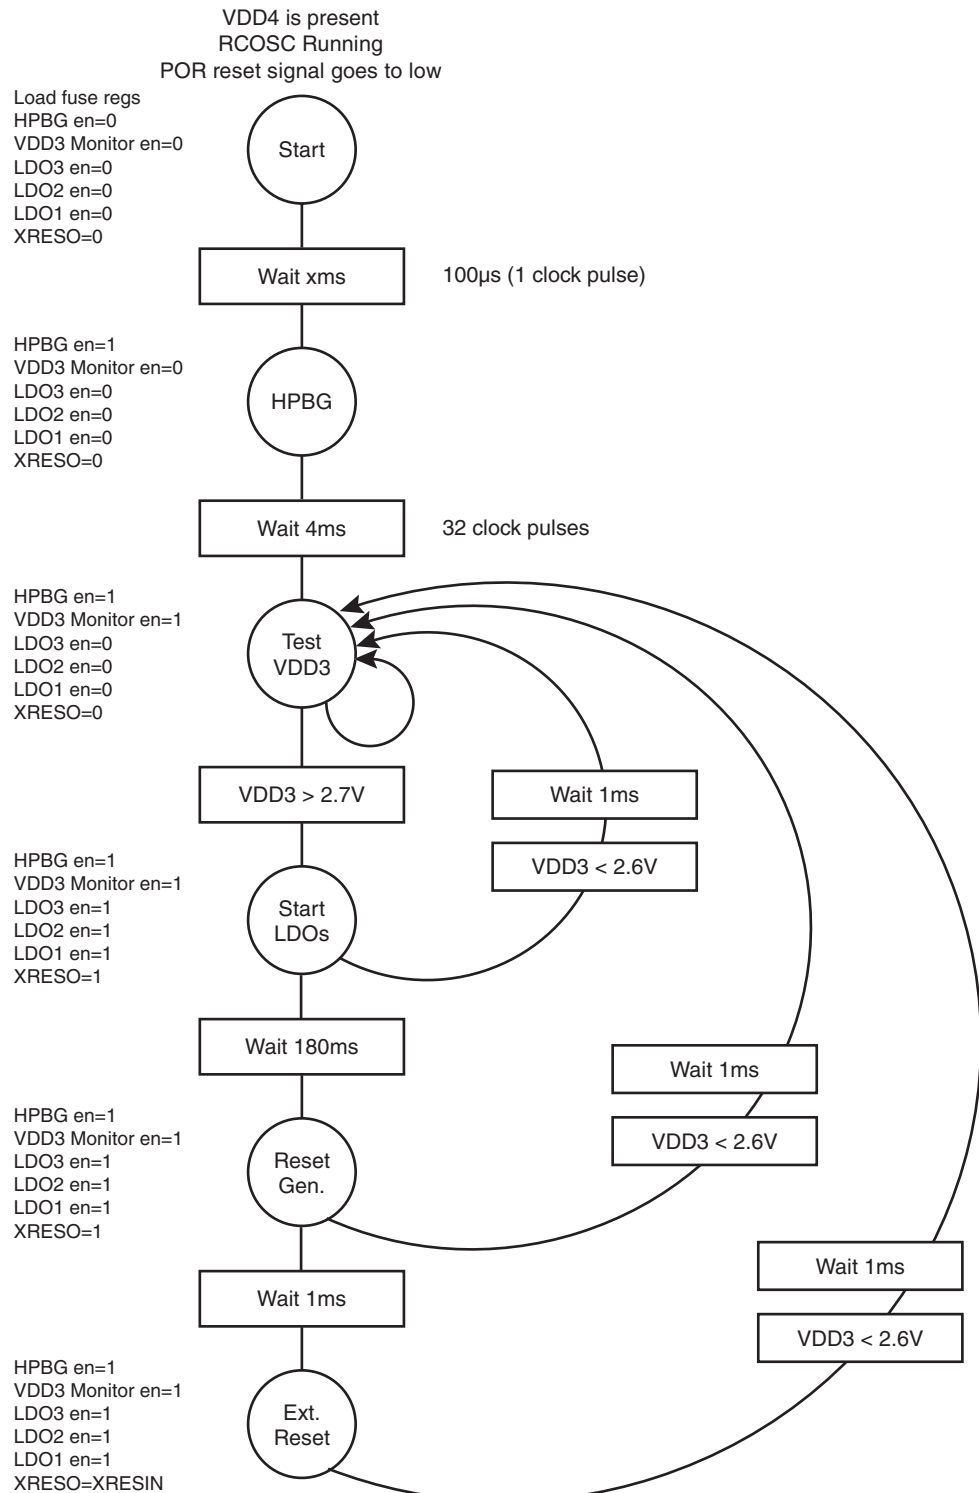 VDD4 is present
RCOSC Running
POR reset signal goes to low
Load fuse regs
HPBG en=0
VDD3 Monitor en=0
LDO3 en=0
LDO2 en=0
LDO1 en=0
XRESO=0
Start
Wait xms
100µs (1 clock pulse)
HPBG en=1
VDD3 Monitor en=0
LDO3 en=0
LDO2 en=0
LDO1 en=0
XRESO=0
HPBG
Wait 4ms
32 clock pulses
HPBG en=1
VDD3 Monitor en=1
LDO3 en=0
LDO2 en=0
LDO1 en=0
XRESO=0
Test
VDD3
VDD3 > 2.7V
Wait 1ms
VDD3 < 2.6V
HPBG en=1
VDD3 Monitor en=1
LDO3 en=1
LDO2 en=1
LDO1 en=1
XRESO=1
Start
LDOs
Wait 180ms
Wait 1ms
VDD3 < 2.6V
HPBG en=1
VDD3 Monitor en=1
LDO3 en=1
LDO2 en=1
LDO1 en=1
XRESO=1
Reset
Gen.
Wait 1ms
Wait 1ms
VDD3 < 2.6V
HPBG en=1
VDD3 Monitor en=1
LDO3 en=1
LDO2 en=1
LDO1 en=1
XRESO=XRESIN
Ext.
Reset